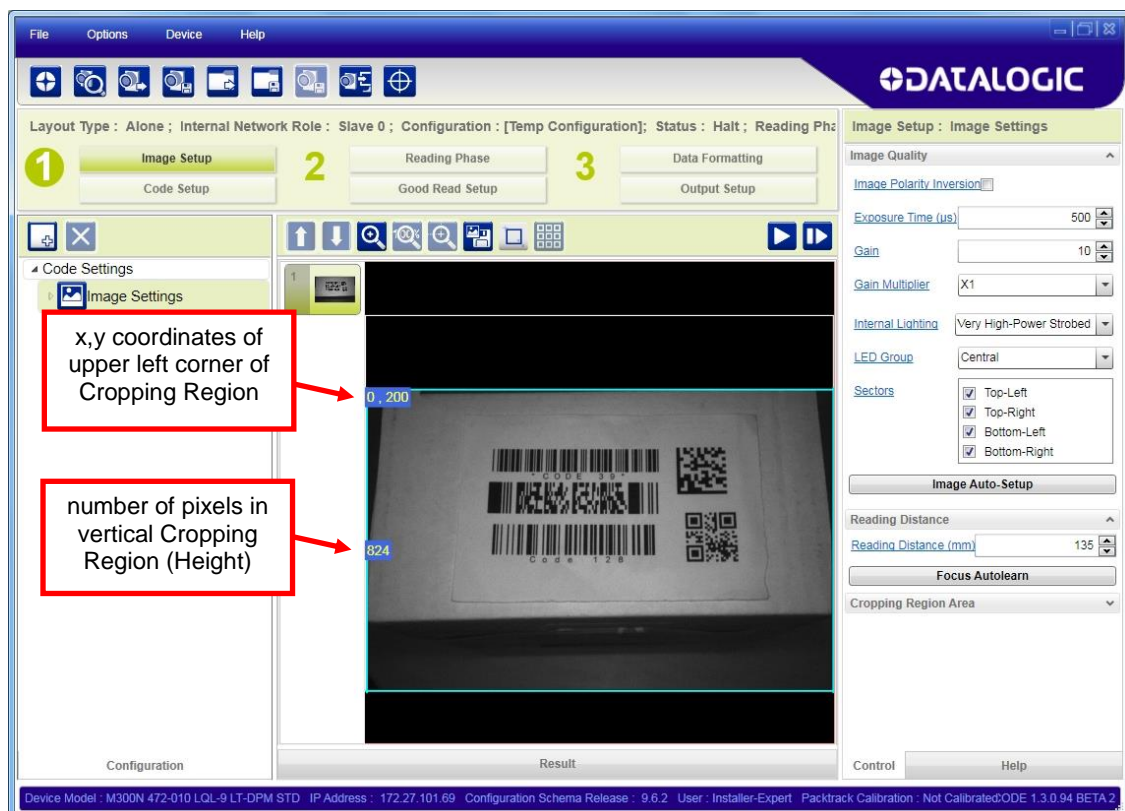 File Options Device Help
DATALOGIC
Layout Type : Alone ; Internal Network Role : Slave 0 ; Configuration : [Temp Configuration]; Status : Halt ; Reading Pha
1 Image Setup 2 Reading Phase 3 Data Formatting
Code Setup Good Read Setup Output Setup
Code Settings
Image Settings
x,y coordinates of
upper left corner of
Cropping Region
number of pixels in
vertical Cropping
Region (Height)
Configuration
100%
1
0 , 200
824
*CODE 39*
Code 128
Result
Image Setup : Image Settings
Image Quality
Image Polarity Inversion
Exposure Time (µs) 500
Gain 10
Gain Multiplier X1
Internal Lighting Very High-Power Strobed
LED Group Central
Sectors Top-Left
Top-Right
Bottom-Left
Bottom-Right
Image Auto-Setup
Reading Distance
Reading Distance (mm) 135
Focus Autolearn
Cropping Region Area
Control Help
Device Model : M300N 472-010 LQL-9 LT-DPM STD IP Address : 172.27.101.69 Configuration Schema Release : 9.6.2 User : Installer-Expert Packtrack Calibration : Not Calibrated CODE 1.3.0.94 BETA 2